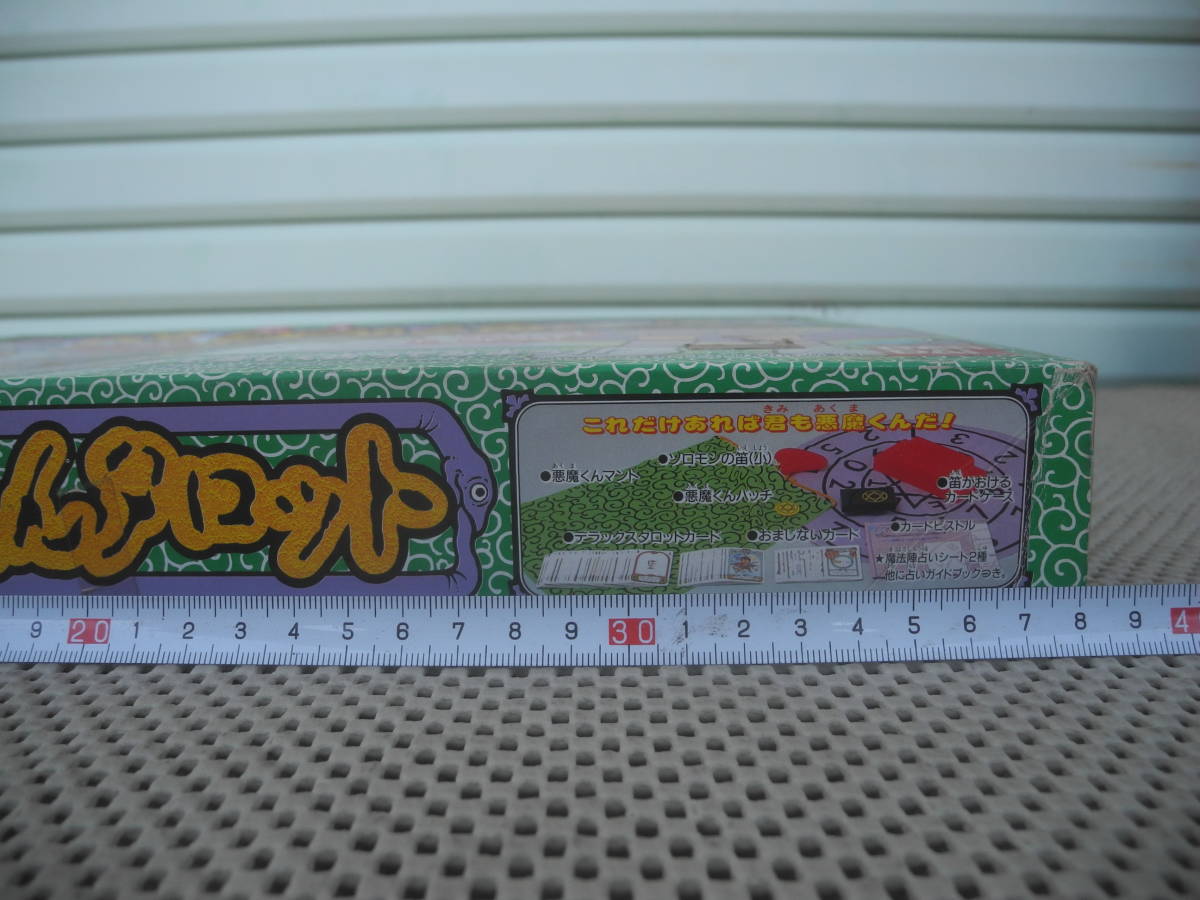 これだけあれば君も悪魔くんだ!
きみ あくま
●ソロモンの笛(小)
●悪魔くんマント
あくま
●悪魔くんハッチ
●笛がおける
カードケース
●デラックスタロットカード
●おまじないカード
●カードピストル
★魔法陣占いシート2種
他に占いガイドブックつき。
9 20 1 2 3 4 5 6 7 8 9 30 1 2 3 4 5 6 7 8 9 4